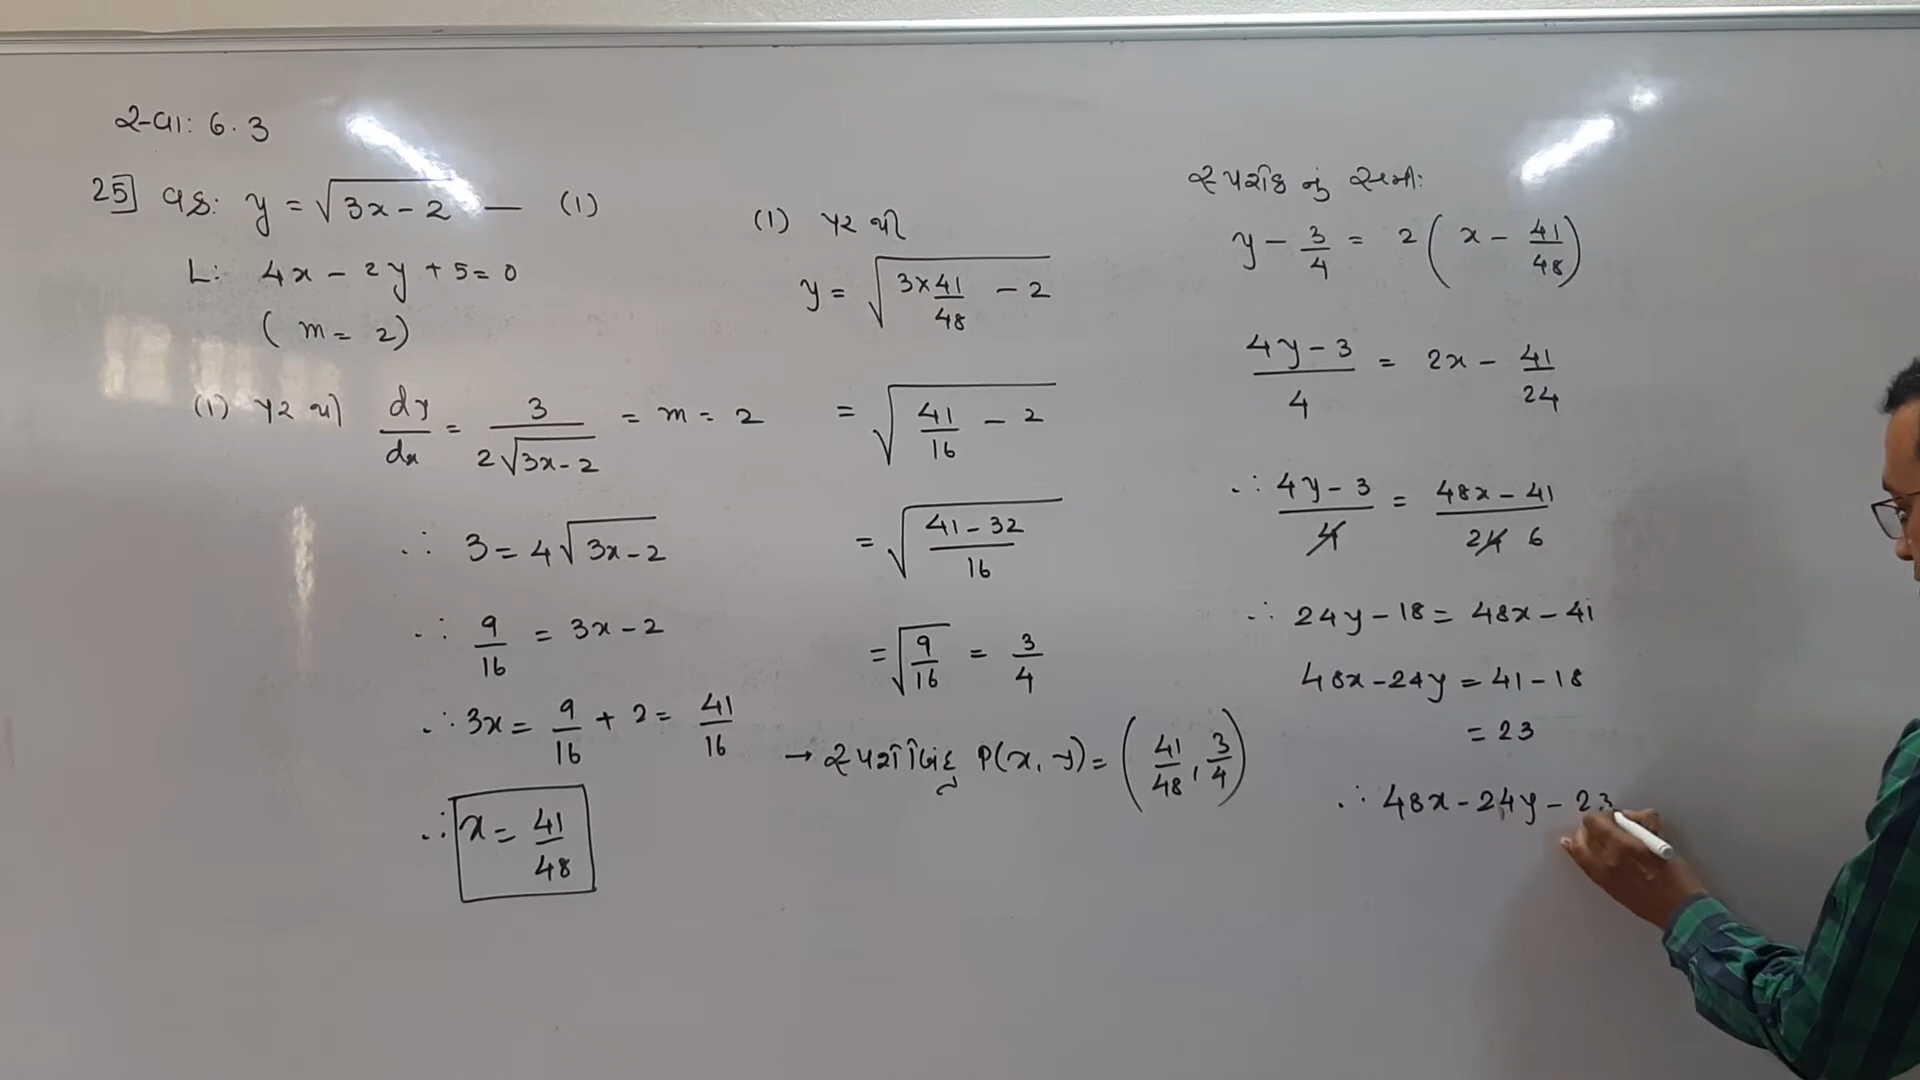 સ્વા: 6.3
25] વક્ર: y = √(3x - 2) — (1)
L: 4x - 2y + 5 = 0
( m = 2)
(1) પરથી dy/dx = 3/(2√(3x-2)) = m = 2
∴ 3 = 4√(3x-2)
∴ 9/16 = 3x - 2
∴ 3x = 9/16 + 2 = 41/16
∴ x = 41/48
(1) પરથી
y = √(3×41/48 - 2)
= √(41/16 - 2)
= √((41-32)/16)
= √(9/16) = 3/4
→ સ્પર્શબિંદુ P(x, y) = (41/48, 3/4)
સ્પર્શકનું સમી:
y - 3/4 = 2(x - 41/48)
(4y-3)/4 = 2x - 41/24
∴ (4y-3)/4 = (48x-41)/24 6
∴ 24y - 18 = 48x - 41
48x - 24y = 41 - 18
= 23
∴ 48x - 24y - 23